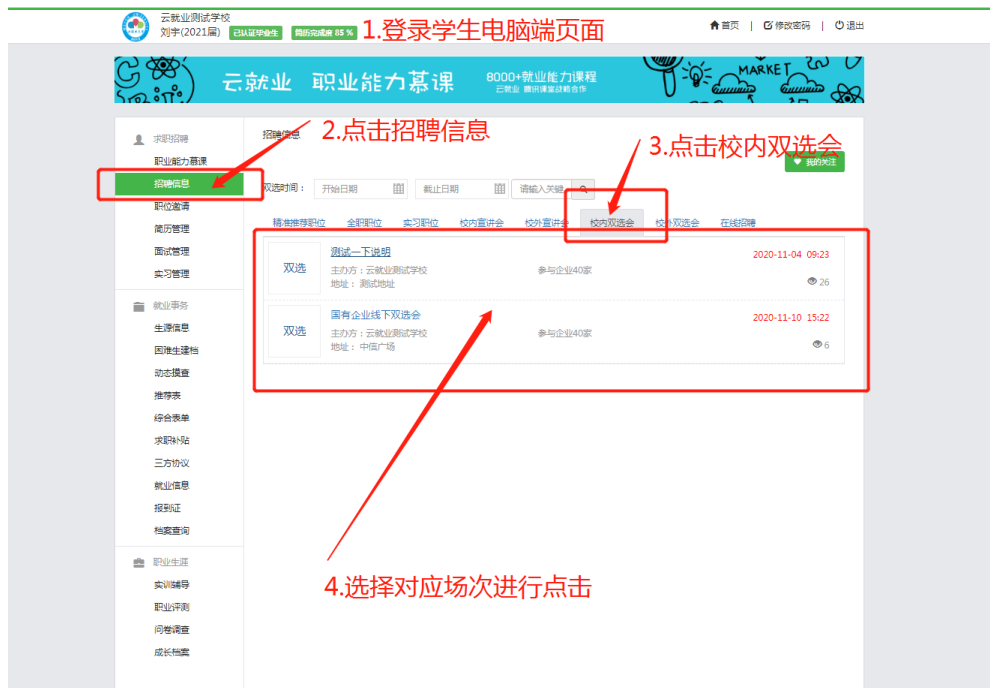 云就业测试学校
刘宇(2021届) 已认证毕业生 简历完成度 85 % 1.登录学生电脑端页面
首页 | 修改密码 | 退出
云就业 职业能力慕课
8000+就业能力课程
云就业 腾讯课堂战略合作
MARKET
求职招聘
职业能力慕课
招聘信息
职位邀请
简历管理
面试管理
实习管理
就业事务
生源信息
困难生建档
动态摸查
推荐表
综合表单
求职补贴
三方协议
就业信息
报到证
档案查询
职业生涯
实训辅导
职业评测
问卷调查
成长档案
招聘信息
2.点击招聘信息
3.点击校内双选会
我的关注
双选时间： 开始日期 截止日期 请输入关键
精准推荐职位 全职职位 实习职位 校内宣讲会 校外宣讲会 校内双选会 校外双选会 在线招聘
双选
测试一下说明
主办方：云就业测试学校
地址： 测试地址
参与企业40家
2020-11-04 09:23
26
双选
国有企业线下双选会
主办方：云就业测试学校
地址： 中信广场
参与企业40家
2020-11-10 15:22
6
4.选择对应场次进行点击